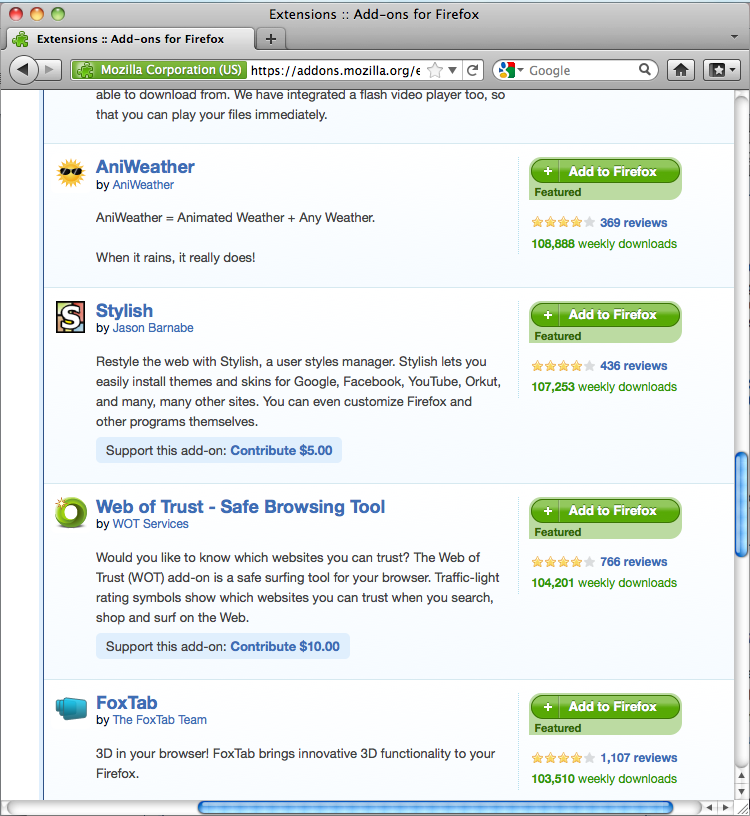 Extensions :: Add-ons for Firefox
Extensions :: Add-ons for Firefox
Mozilla Corporation (US) https://addons.mozilla.org/e Google
able to download from. We have integrated a flash video player too, so
that you can play your files immediately.
AniWeather
by AniWeather
AniWeather = Animated Weather + Any Weather.
When it rains, it really does!
+ Add to Firefox
Featured
369 reviews
108,888 weekly downloads
S
Stylish
by Jason Barnabe
Restyle the web with Stylish, a user styles manager. Stylish lets you
easily install themes and skins for Google, Facebook, YouTube, Orkut,
and many, many other sites. You can even customize Firefox and
other programs themselves.
Support this add-on: Contribute $5.00
+ Add to Firefox
Featured
436 reviews
107,253 weekly downloads
Web of Trust - Safe Browsing Tool
by WOT Services
Would you like to know which websites you can trust? The Web of
Trust (WOT) add-on is a safe surfing tool for your browser. Traffic-light
rating symbols show which websites you can trust when you search,
shop and surf on the Web.
Support this add-on: Contribute $10.00
+ Add to Firefox
Featured
766 reviews
104,201 weekly downloads
FoxTab
by The FoxTab Team
3D in your browser! FoxTab brings innovative 3D functionality to your
Firefox.
+ Add to Firefox
Featured
1,107 reviews
103,510 weekly downloads